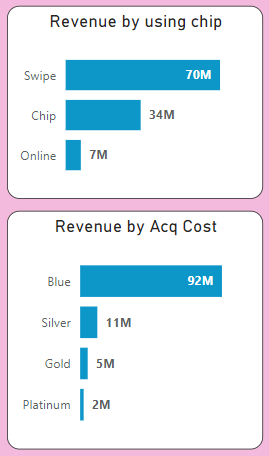 Revenue by using chip
Swipe 70M
Chip 34M
Online 7M
Revenue by Acq Cost
Blue 92M
Silver 11M
Gold 5M
Platinum 2M